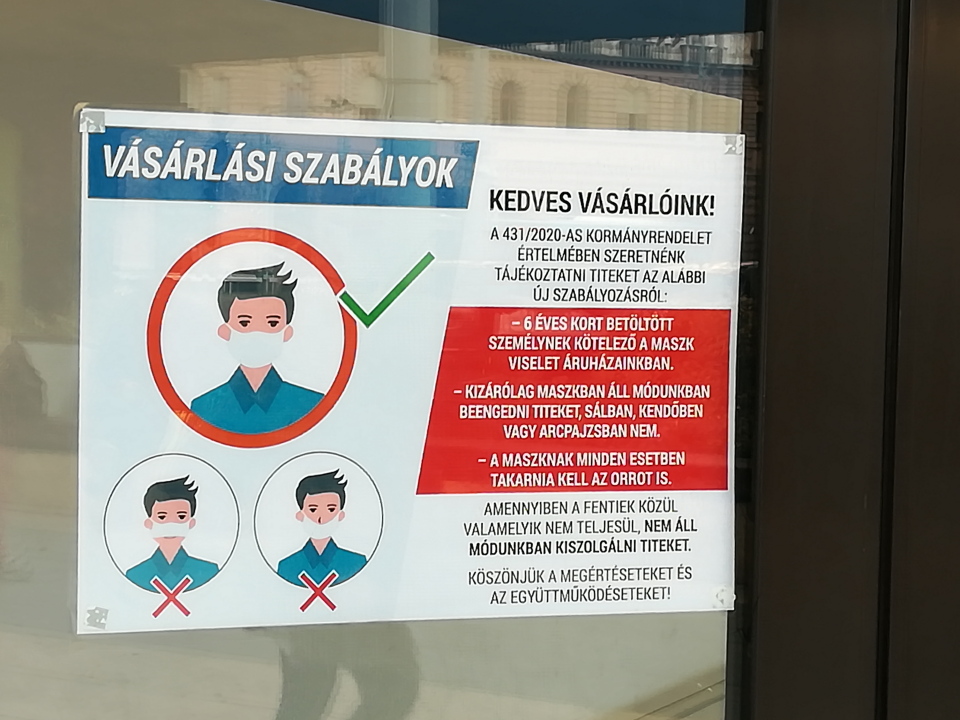 VÁSÁRLÁSI SZABÁLYOK
KEDVES VÁSÁRLÓINK!
A 431/2020-AS KORMÁNYRENDELET
ÉRTELMÉBEN SZERETNÉNK
TÁJÉKOZTATNI TITEKET AZ ALÁBBI
ÚJ SZABÁLYOZÁSRÓL:
– 6 ÉVES KORT BETÖLTÖTT
SZEMÉLYNEK KÖTELEZŐ A MASZK
VISELET ÁRUHÁZAINKBAN.
– KIZÁRÓLAG MASZKBAN ÁLL MÓDUNKBAN
BEENGEDNI TITEKET, SÁLBAN, KENDŐBEN
VAGY ARCPAJZSBAN NEM.
– A MASZKNAK MINDEN ESETBEN
TAKARNIA KELL AZ ORROT IS.
AMENNYIBEN A FENTIEK KÖZÜL
VALAMELYIK NEM TELJESÜL, NEM ÁLL
MÓDUNKBAN KISZOLGÁLNI TITEKET.
KÖSZÖNJÜK A MEGÉRTÉSETEKET ÉS
AZ EGYÜTTMŰKÖDÉSETEKET!